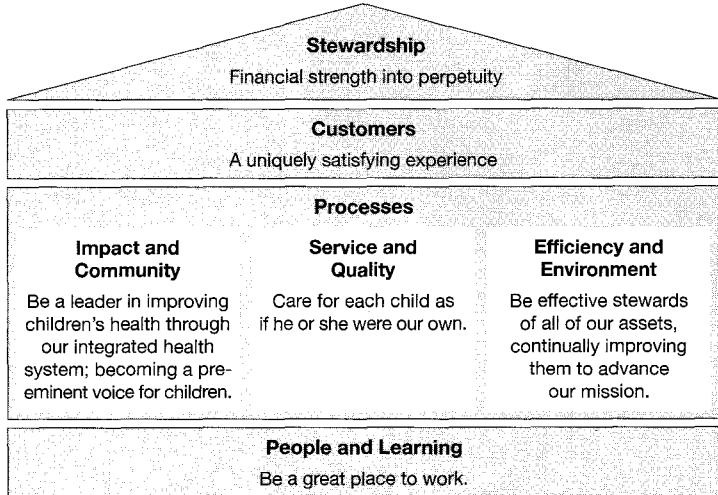 Stewardship
Financial strength into perpetuity
Customers
A uniquely satisfying experience
Processes
Impact and
Community
Be a leader in improving
children's health through
our integrated health
system; becoming a pre-
eminent voice for children.
Service and
Quality
Care for each child as
if he or she were our own.
Efficiency and
Environment
Be effective stewards
of all of our assets,
continually improving
them to advance
our mission.
People and Learning
Be a great place to work.